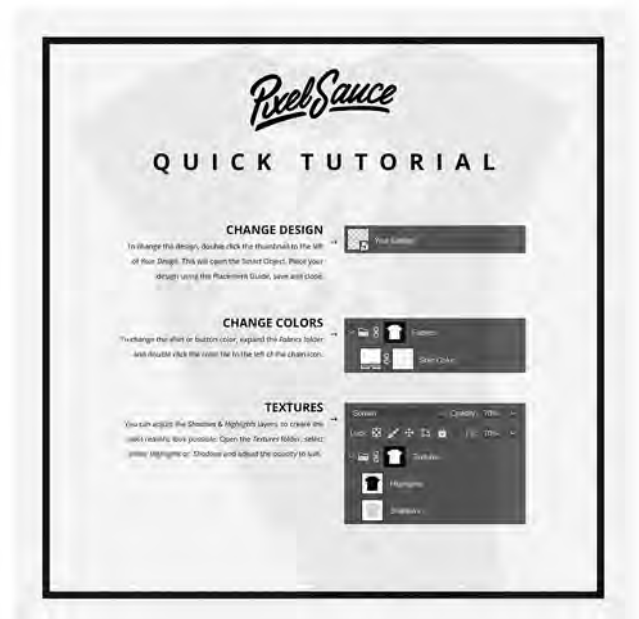 PixelSauce
QUICK TUTORIAL
CHANGE DESIGN
To change the design, double click the thumbnail to the left
of Your Design. This will open the Smart Object. Place your
design using the Placement Guide, save and close.
→
Your Design
CHANGE COLORS
To change the shirt or button color, expand the Fabrics folder
and double click the color tile to the left of the chain icon.
→
Fabrics
Shirt Color
TEXTURES
You can adjust the Shadows & Highlights layers, to create the
most realistic look possible. Open the Textures folder, select
either Highlights or Shadows and adjust the opacity to suit.
→
Screen
Opacity: 70%
Lock:
Fill: 70%
Textures
Highlights
Shadows